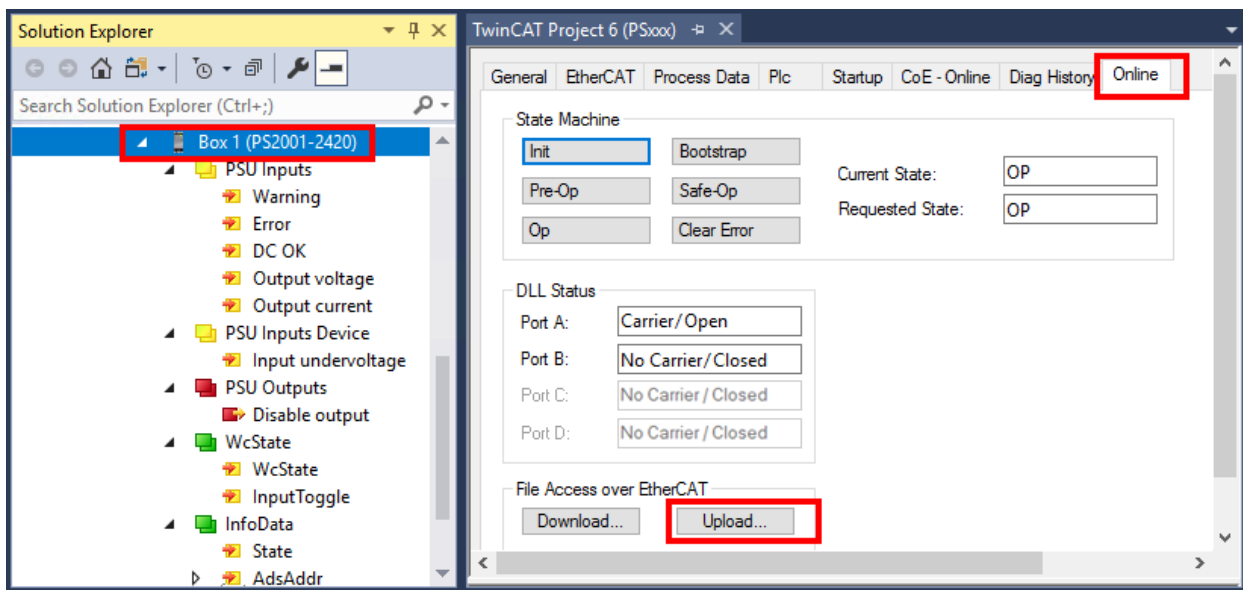 Solution Explorer
Search Solution Explorer (Ctrl+;)
Box 1 (PS2001-2420)
PSU Inputs
Warning
Error
DC OK
Output voltage
Output current
PSU Inputs Device
Input undervoltage
PSU Outputs
Disable output
WcState
WcState
InputToggle
InfoData
State
AdsAddr
TwinCAT Project 6 (PSxxx)
General EtherCAT Process Data Plc Startup CoE - Online Diag History Online
State Machine
Init Bootstrap
Pre-Op Safe-Op
Op Clear Error
Current State: OP
Requested State: OP
DLL Status
Port A: Carrier/Open
Port B: No Carrier/Closed
Port C: No Carrier / Closed
Port D: No Carrier / Closed
File Access over EtherCAT
Download... Upload...